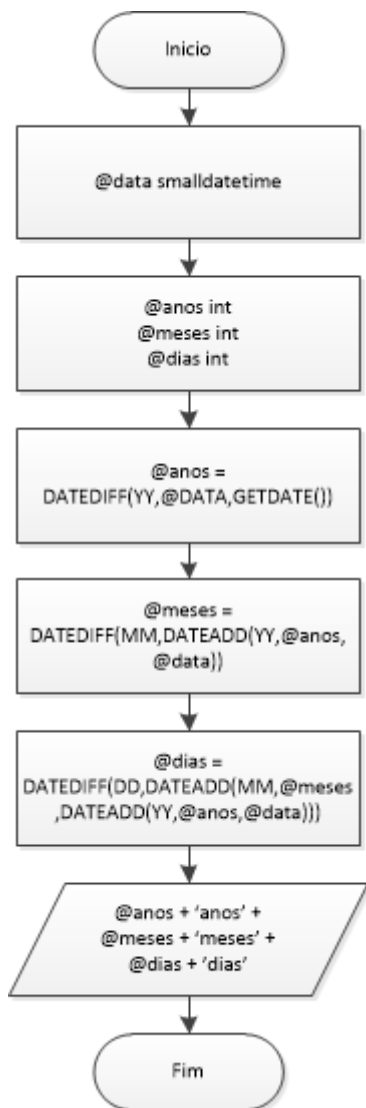 Inicio
@data smalldatetime
@anos int
@meses int
@dias int
@anos =
DATEDIFF(YY,@DATA,GETDATE())
@meses =
DATEDIFF(MM,DATEADD(YY,@anos,
@data))
@dias =
DATEDIFF(DD,DATEADD(MM,@meses
,DATEADD(YY,@anos,@data)))
@anos + ‘anos’ +
@meses + ‘meses’ +
@dias + ‘dias’
Fim